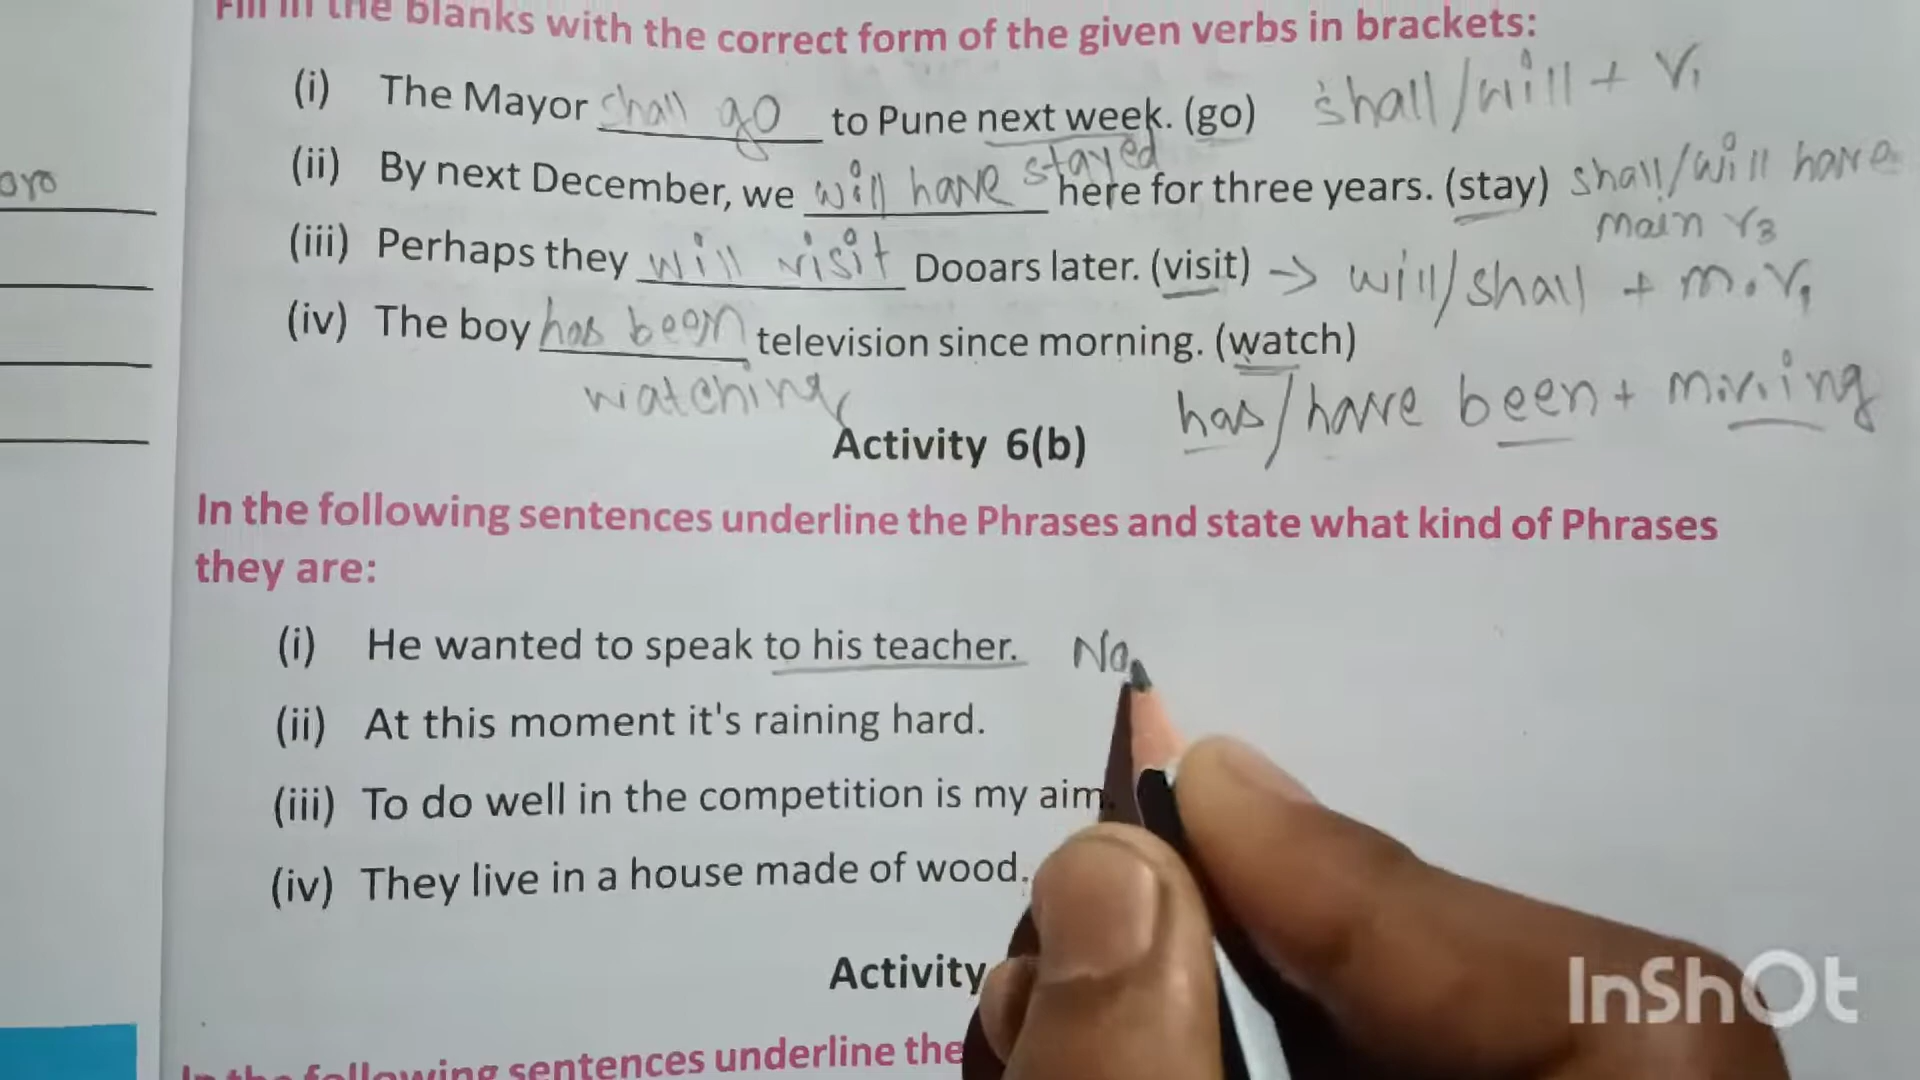 Fill in the blanks with the correct form of the given verbs in brackets:
(i) The Mayor shall go to Pune next week. (go) shall/will + V1
(ii) By next December, we will have stayed here for three years. (stay) shall/will have
main V3
(iii) Perhaps they will visit Dooars later. (visit) → will/shall + m.V1
(iv) The boy has been television since morning. (watch)
watching
has/have been + m.v.ing
Activity 6(b)
In the following sentences underline the Phrases and state what kind of Phrases
they are:
(i) He wanted to speak to his teacher. No
(ii) At this moment it's raining hard.
(iii) To do well in the competition is my aim.
(iv) They live in a house made of wood.
Activity
In the following sentences underline the
InShOt